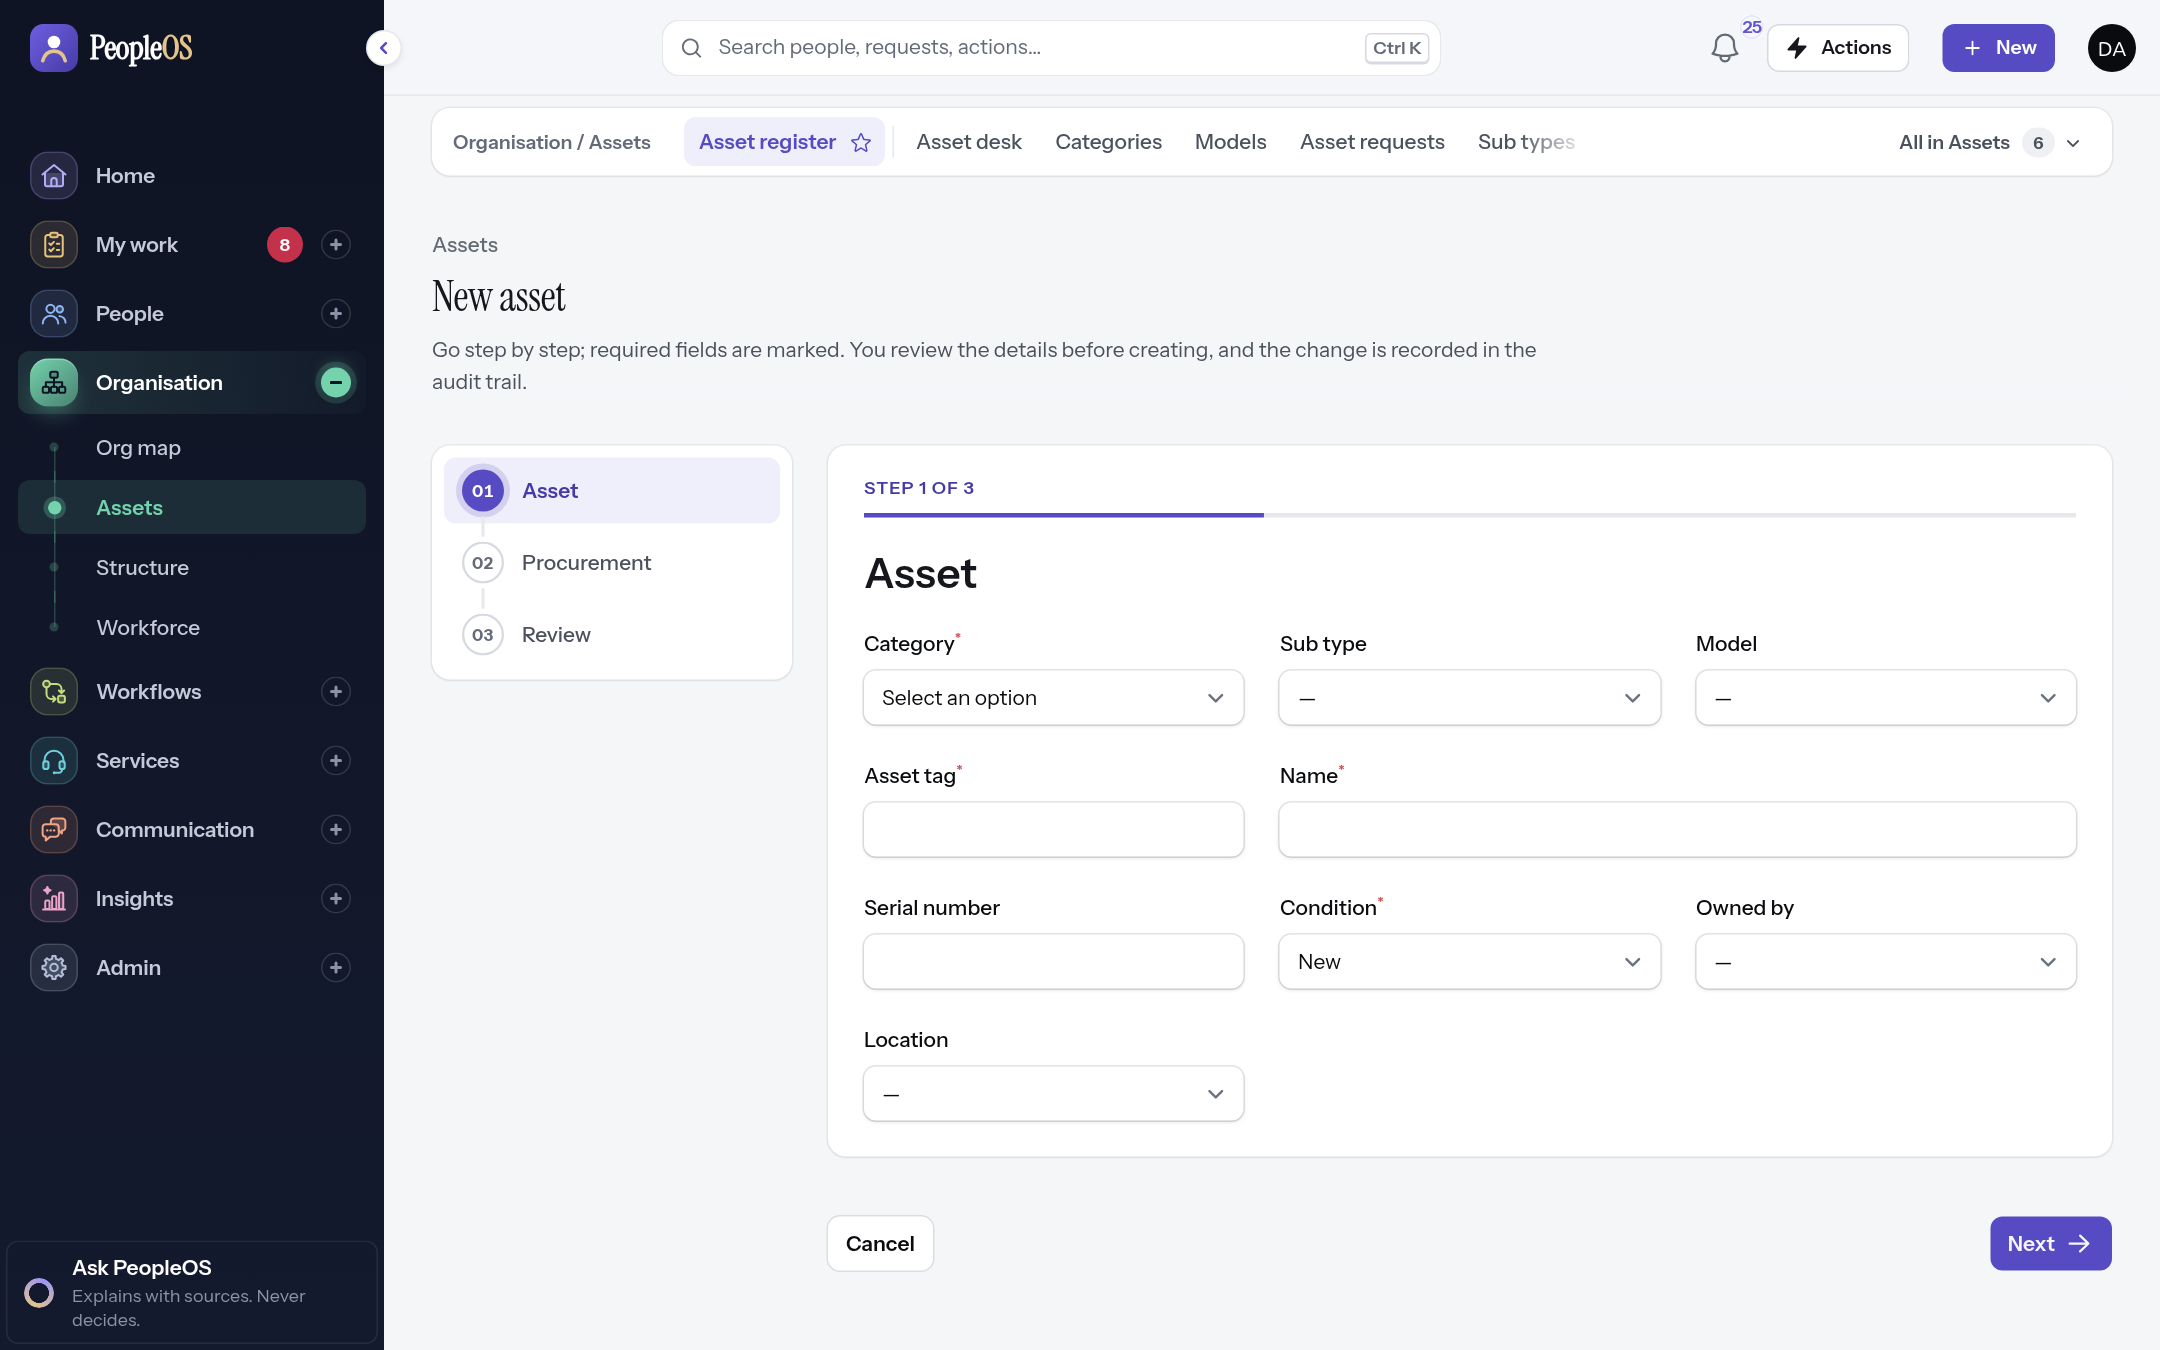 PeopleOS
Search people, requests, actions...
Ctrl K
25
Actions
New
DA
Home
My work
8
People
Organisation
Org map
Assets
Structure
Workforce
Workflows
Services
Communication
Insights
Admin
Ask PeopleOS
Explains with sources. Never
decides.
Organisation / Assets
Asset register
Asset desk
Categories
Models
Asset requests
Sub types
All in Assets
6
Assets
New asset
Go step by step; required fields are marked. You review the details before creating, and the change is recorded in the
audit trail.
01
Asset
02
Procurement
03
Review
STEP 1 OF 3
Asset
Category*
Sub type
Model
Select an option
—
—
Asset tag*
Name*
Serial number
Condition*
Owned by
New
—
Location
—
Cancel
Next